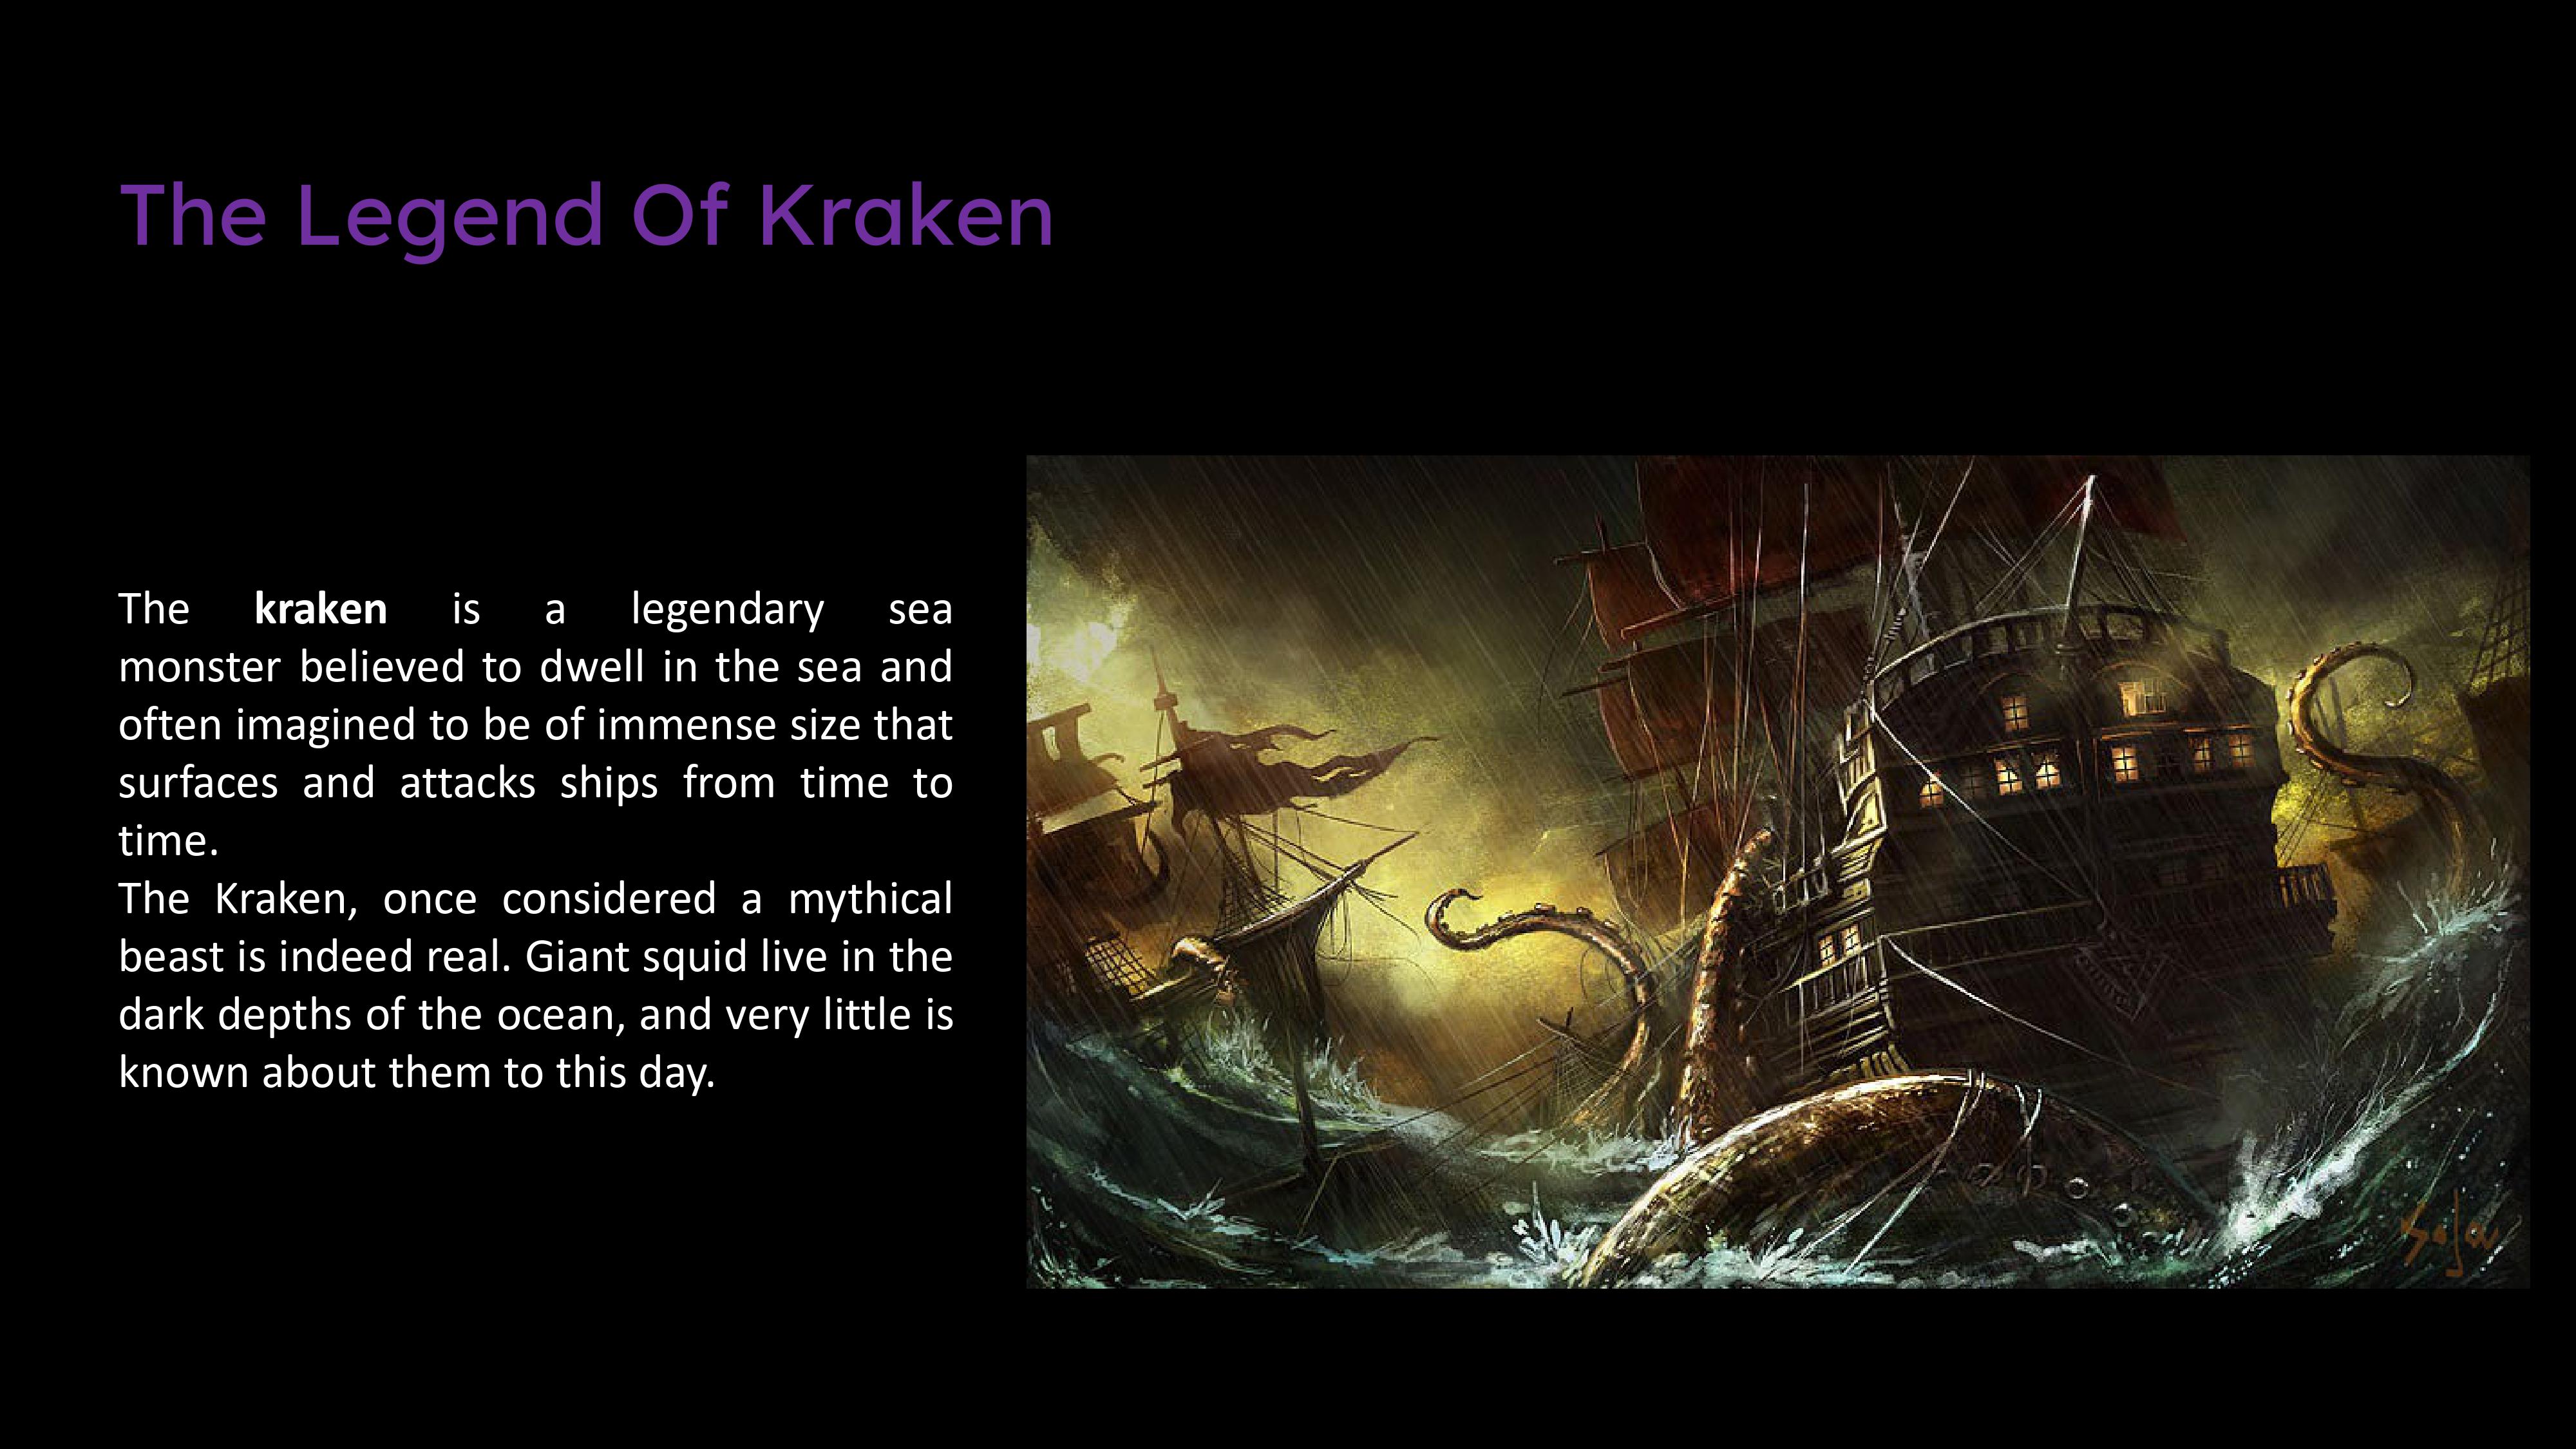 The Legend Of Kraken
The kraken is a legendary sea
monster believed to dwell in the sea and
often imagined to be of immense size that
surfaces and attacks ships from time to
time.
The Kraken, once considered a mythical
beast is indeed real. Giant squid live in the
dark depths of the ocean, and very little is
known about them to this day.